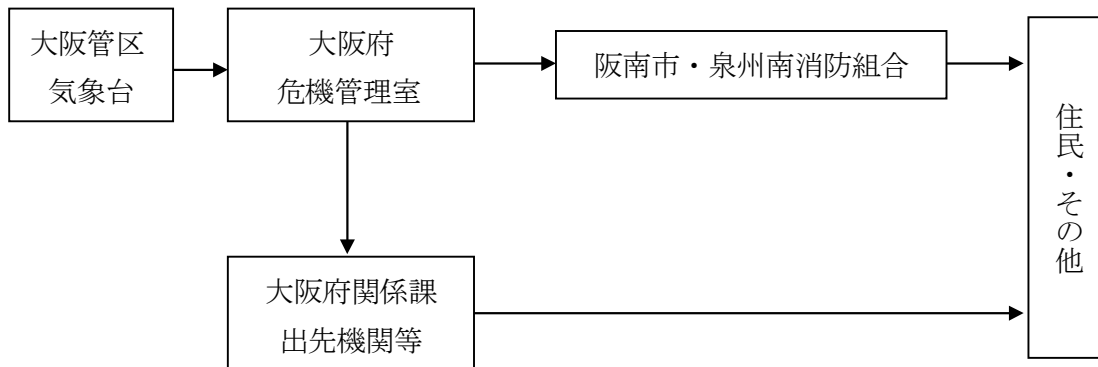 大阪管区
気象台
大阪府
危機管理室
阪南市・泉州南消防組合
住民・その他
大阪府関係課
出先機関等